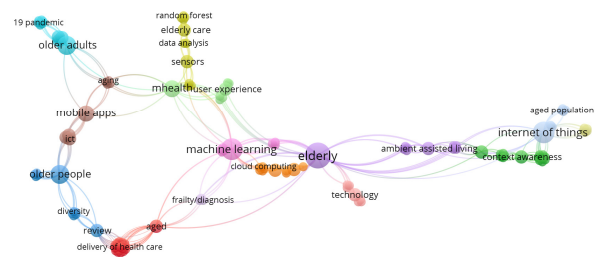 random forest
19 pandemic
elderly care
older adults
data analysis
sensors
aging
mhealth
user experience
aged population
mobile apps
internet of things
ict
machine learning
elderly
ambient assisted living
context awareness
cloud computing
older people
technology
frailty/diagnosis
diversity
aged
review
delivery of health care